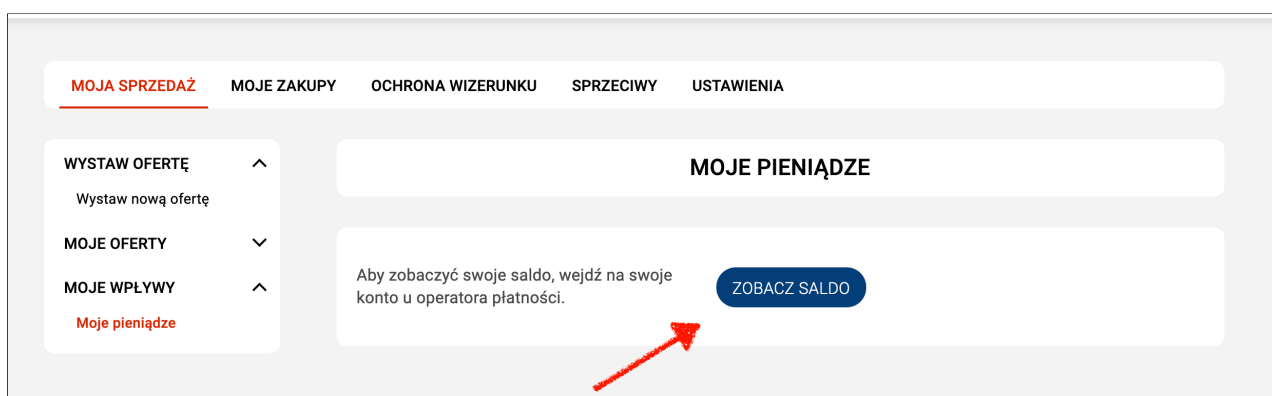 MOJA SPRZEDAŻ MOJE ZAKUPY OCHRONA WIZERUNKU SPRZECIWY USTAWIENIA
WYSTAW OFERTĘ
Wystaw nową ofertę
MOJE OFERTY
MOJE WPŁYWY
Moje pieniądze
MOJE PIENIĄDZE
Aby zobaczyć swoje saldo, wejdź na swoje
konto u operatora płatności.
ZOBACZ SALDO